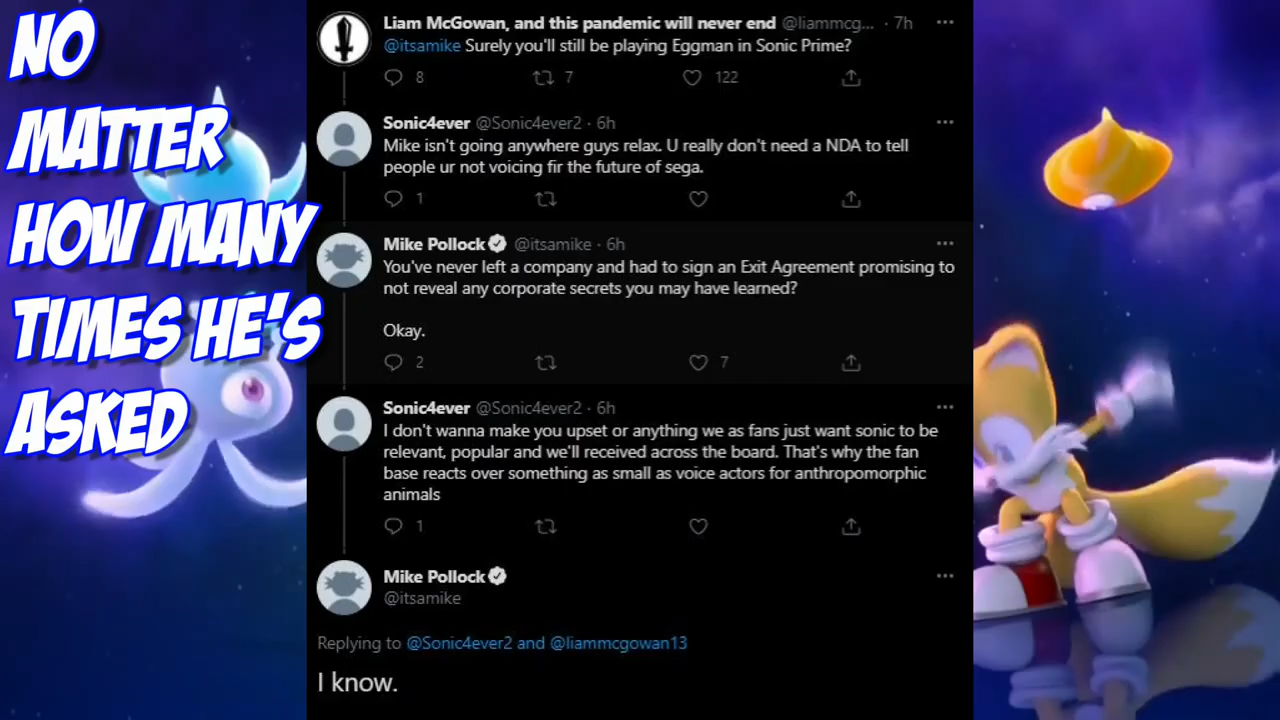 NO
MATTER
HOW MANY
TIMES HE'S
ASKED
Liam McGowan, and this pandemic will never end @liammcg... · 7h
@itsamike Surely you'll still be playing Eggman in Sonic Prime?
8 7 122
Sonic4ever @Sonic4ever2 · 6h
Mike isn't going anywhere guys relax. U really don't need a NDA to tell
people ur not voicing fir the future of sega.
1
Mike Pollock @itsamike · 6h
You've never left a company and had to sign an Exit Agreement promising to
not reveal any corporate secrets you may have learned?
Okay.
2 7
Sonic4ever @Sonic4ever2 · 6h
I don't wanna make you upset or anything we as fans just want sonic to be
relevant, popular and we'll received across the board. That's why the fan
base reacts over something as small as voice actors for anthropomorphic
animals
1
Mike Pollock
@itsamike
Replying to @Sonic4ever2 and @liammcgowan13
I know.